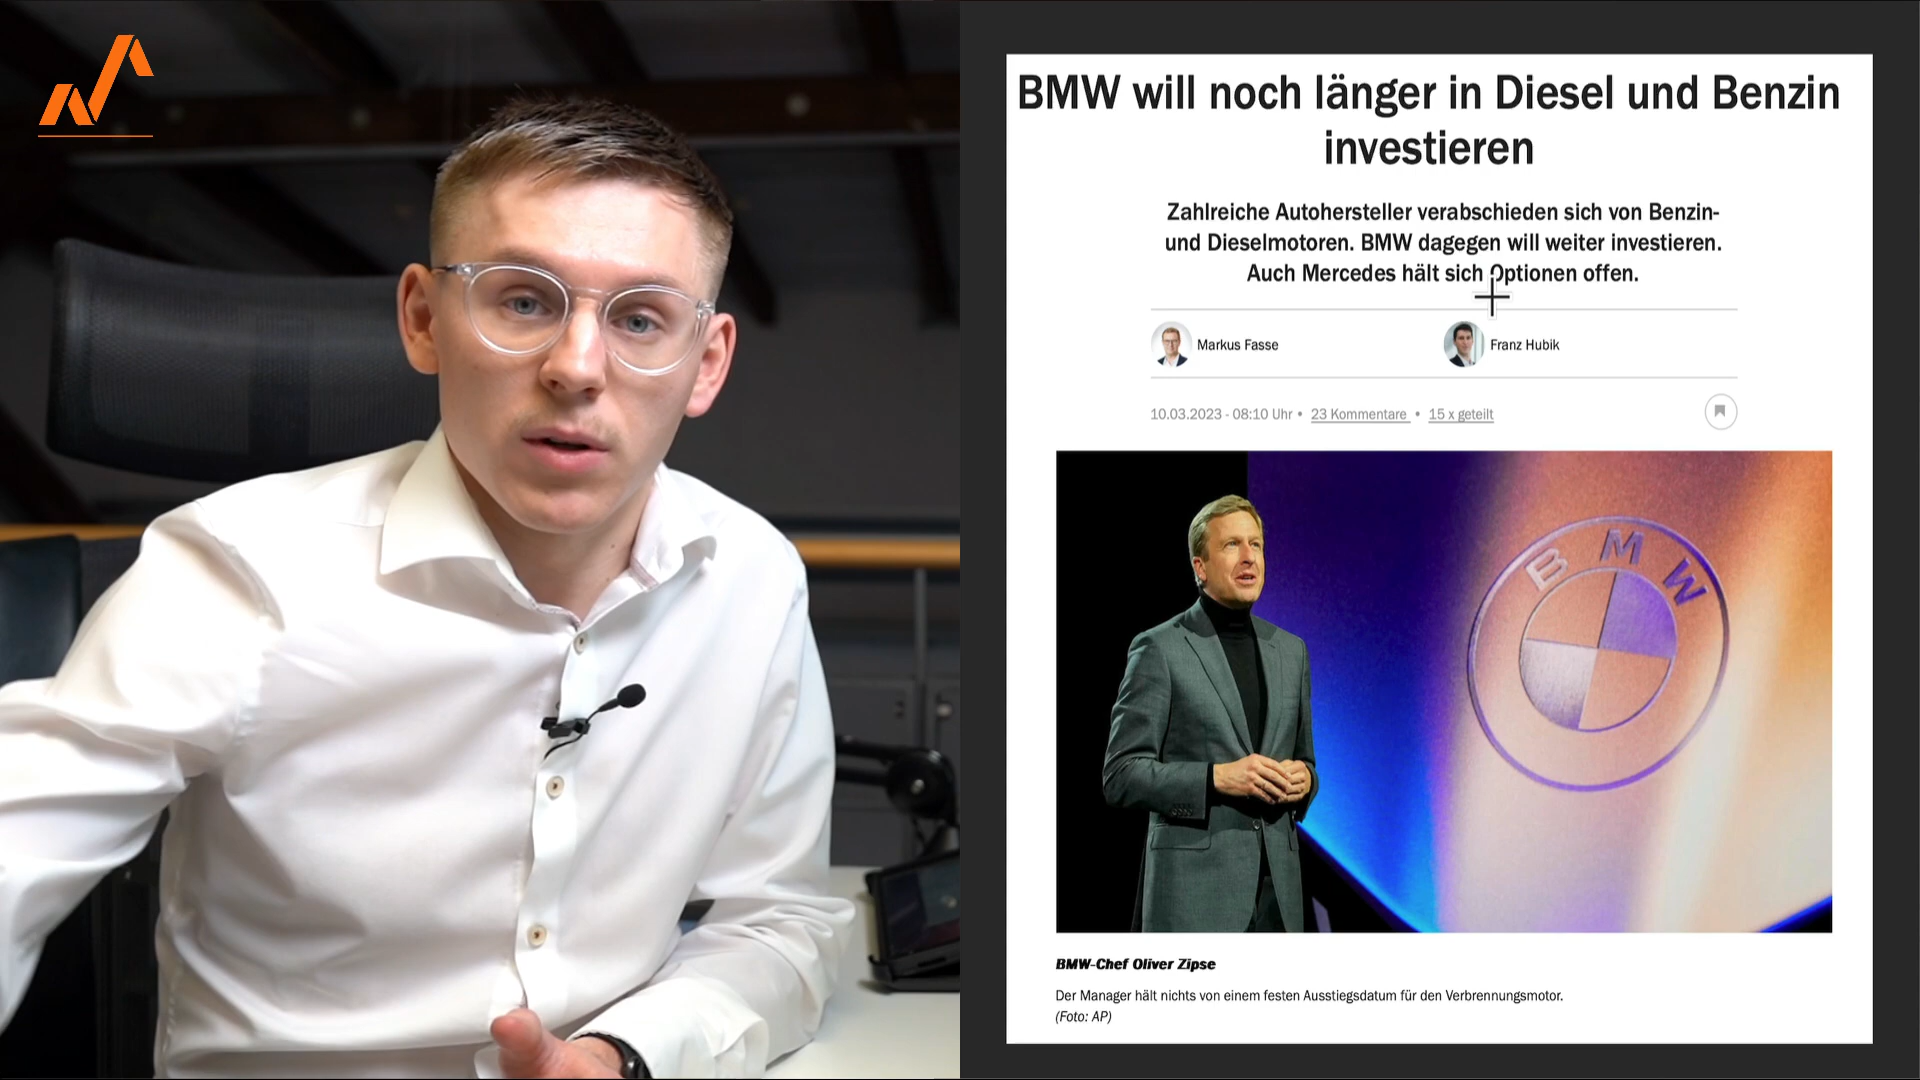 BMW will noch länger in Diesel und Benzin
investieren
Zahlreiche Autohersteller verabschieden sich von Benzin-
und Dieselmotoren. BMW dagegen will weiter investieren.
Auch Mercedes hält sich Optionen offen.
Markus Fasse
Franz Hubik
10.03.2023 - 08:10 Uhr • 23 Kommentare • 15 x geteilt
BMW
BMW-Chef Oliver Zipse
Der Manager hält nichts von einem festen Ausstiegsdatum für den Verbrennungsmotor.
(Foto: AP)